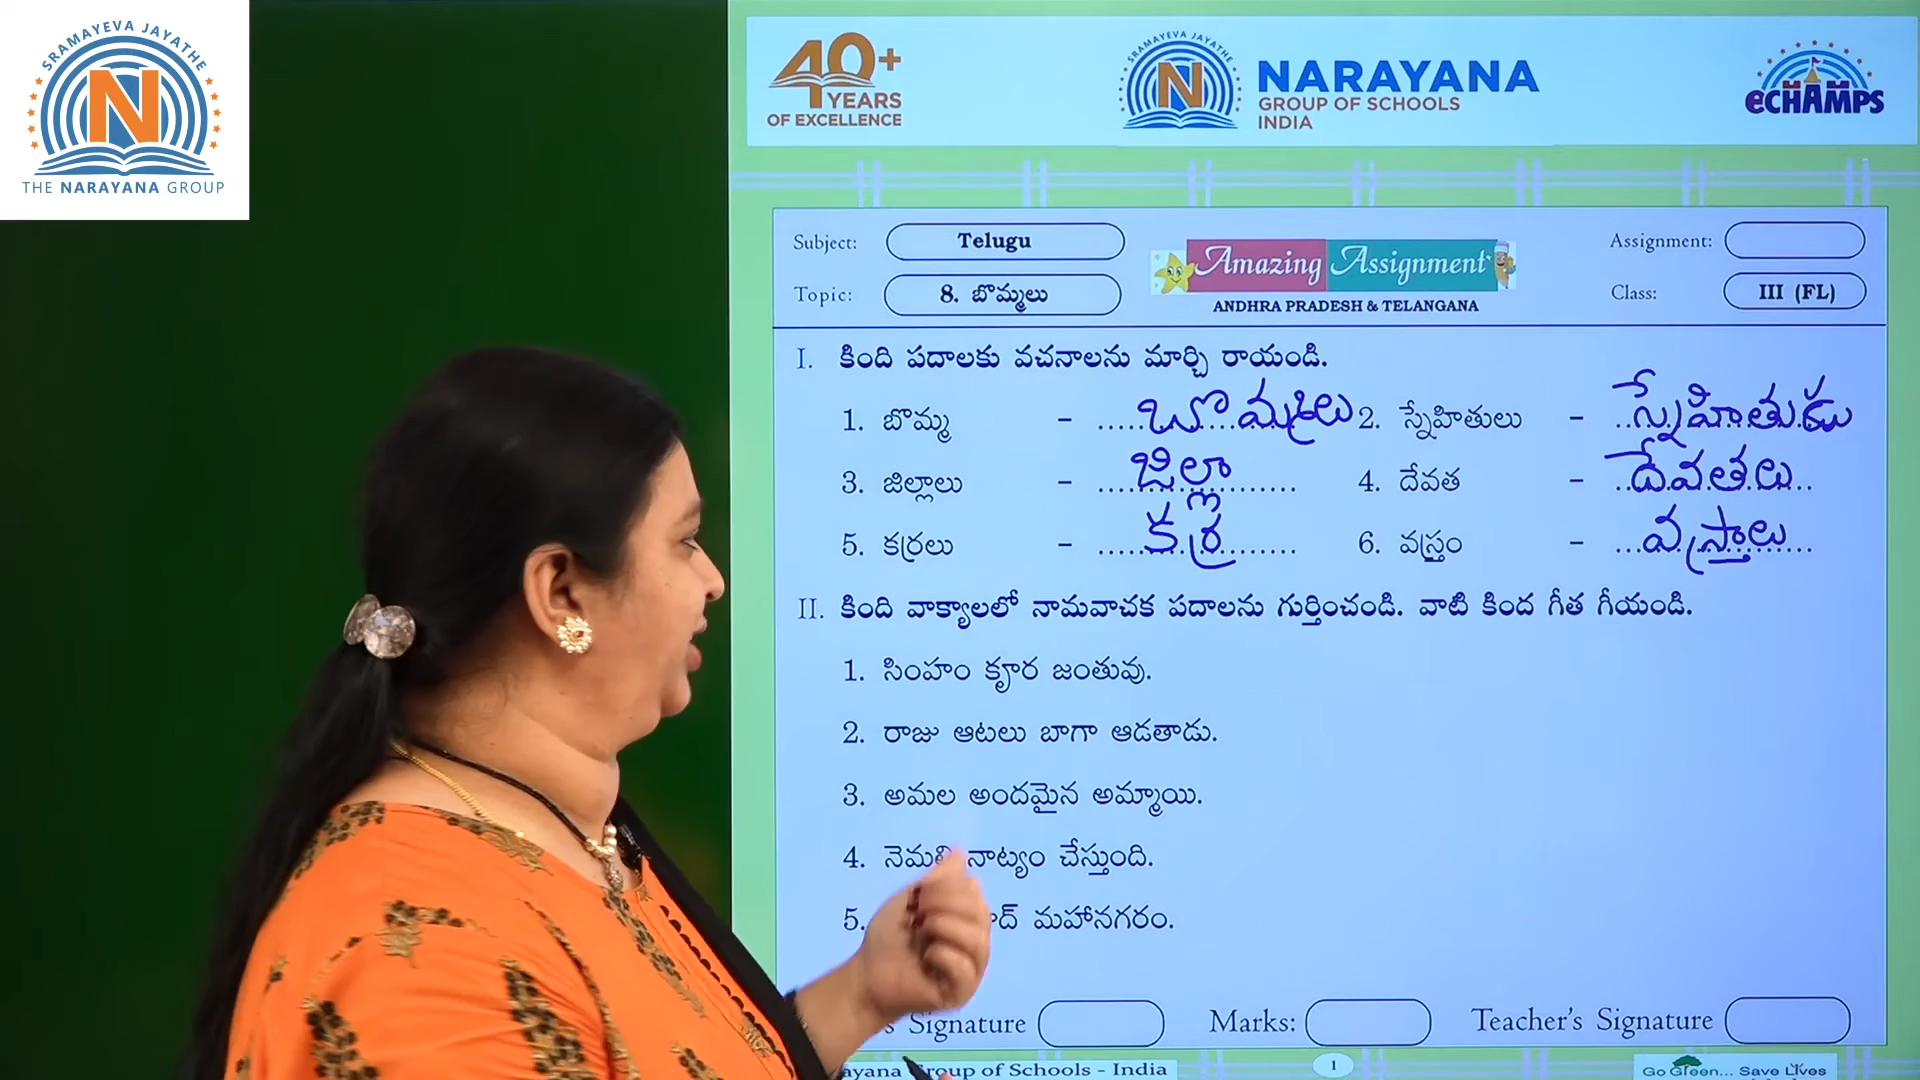 SRAMAYEVA JAYATHE
N
THE NARAYANA GROUP
40+
YEARS
OF EXCELLENCE
SRAMAYEVA JAYATHE
N
NARAYANA
GROUP OF SCHOOLS
INDIA
eCHAMPS
Subject: Telugu
Topic: 8. బొమ్మలు
Amazing Assignment
ANDHRA PRADESH & TELANGANA
Assignment:
Class: III (FL)
I. కింది పదాలకు వచనాలను మార్చి రాయండి.
1. బొమ్మ - బొమ్మలు 2. స్నేహితులు - స్నేహితుడు
3. జిల్లాలు - జిల్లా 4. దేవత - దేవతలు
5. కర్రలు - కర్ర 6. వస్త్రం - వస్త్రాలు
II. కింది వాక్యాలలో నామవాచక పదాలను గుర్తించండి. వాటి కింద గీత గీయండి.
1. సింహం కౄర జంతువు.
2. రాజు ఆటలు బాగా ఆడతాడు.
3. అమల అందమైన అమ్మాయి.
4. నాట్యం చేస్తుంది.
5. మహానగరం.
Signature Marks: Teacher's Signature
Group of Schools - India
1
Go Green... Save Lives